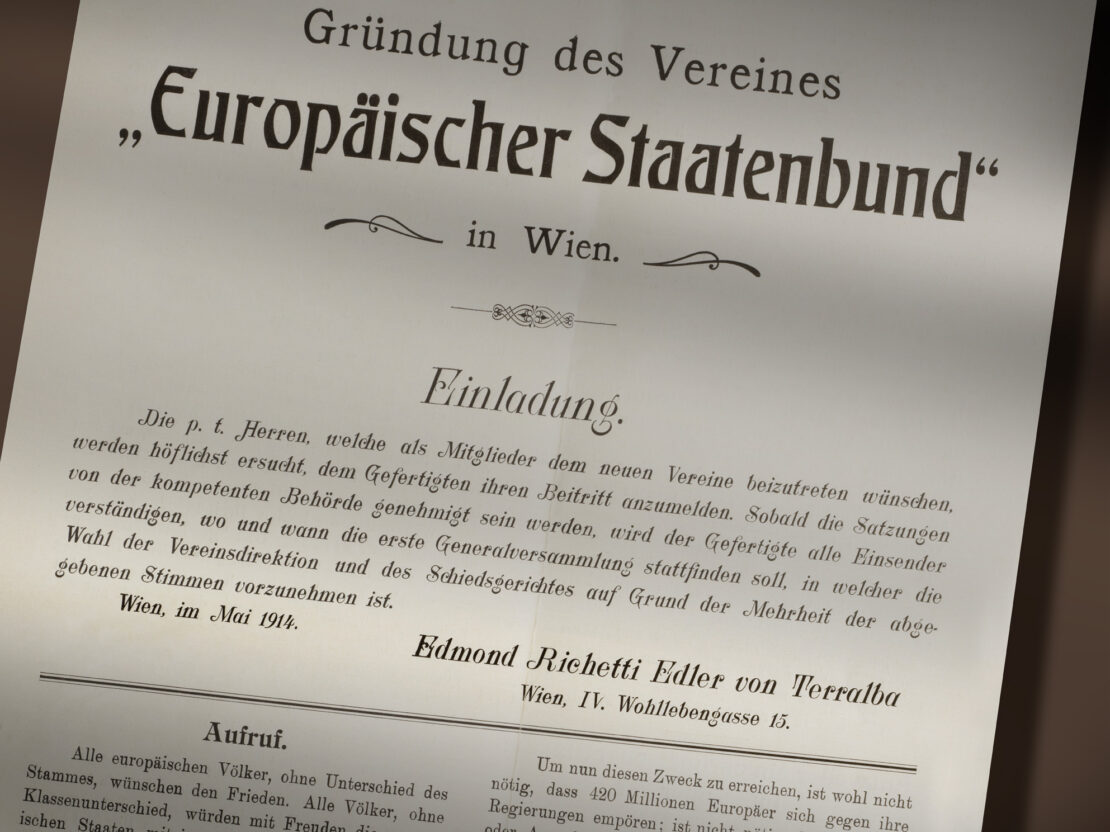 Gründung des Vereines
„Europäischer Staatenbund“
in Wien.
Einladung.
Die p. t. Herren, welche als Mitglieder dem neuen Vereine beizutreten wünschen,
werden höflichst ersucht, dem Gefertigten ihren Beitritt anzumelden. Sobald die Satzungen
von der kompetenten Behörde genehmigt sein werden, wird der Gefertigte alle Einsender
verständigen, wo und wann die erste Generalversammlung stattfinden soll, in welcher die
Wahl der Vereinsdirektion und des Schiedsgerichtes auf Grund der Mehrheit der abge-
gebenen Stimmen vorzunehmen ist.
Wien, im Mai 1914.
Edmond Richetti Edler von Terralba
Wien, IV. Wohllebengasse 15.
Aufruf.
Alle europäischen Völker, ohne Unterschied des
Stammes, wünschen den Frieden. Alle Völker, ohne
Klassenunterschied, würden mit Freuden
ischen Staaten mit
Um nun diesen Zweck zu erreichen, ist wohl nicht
nötig, dass 420 Millionen Europäer sich gegen ihre
Regierungen empören; ist nicht
oder